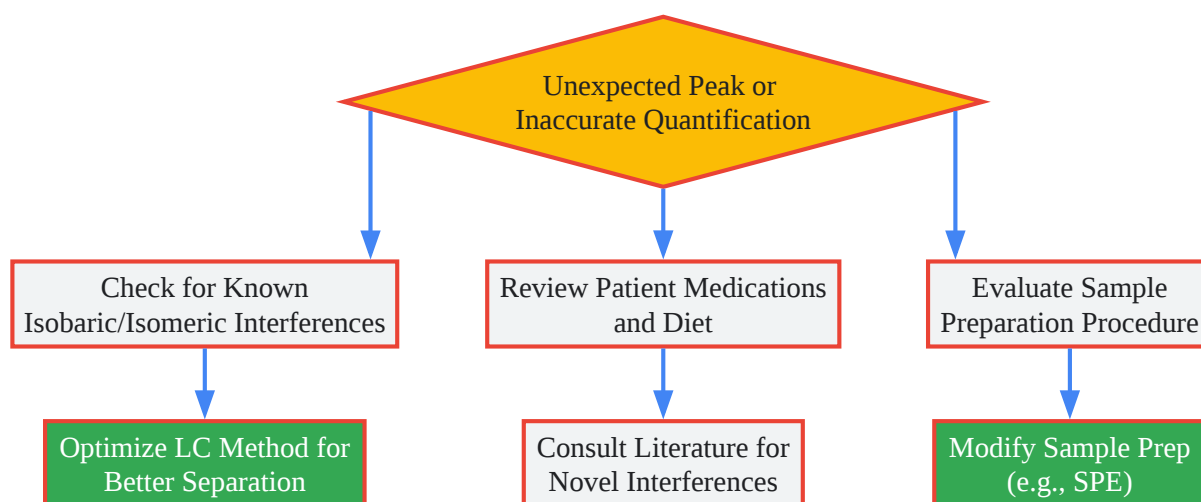 Unexpected Peak or
Inaccurate Quantification
Check for Known
Isobaric/Isomeric Interferences
Review Patient Medications
and Diet
Evaluate Sample
Preparation Procedure
Optimize LC Method for
Better Separation
Consult Literature for
Novel Interferences
Modify Sample Prep
(e.g., SPE)